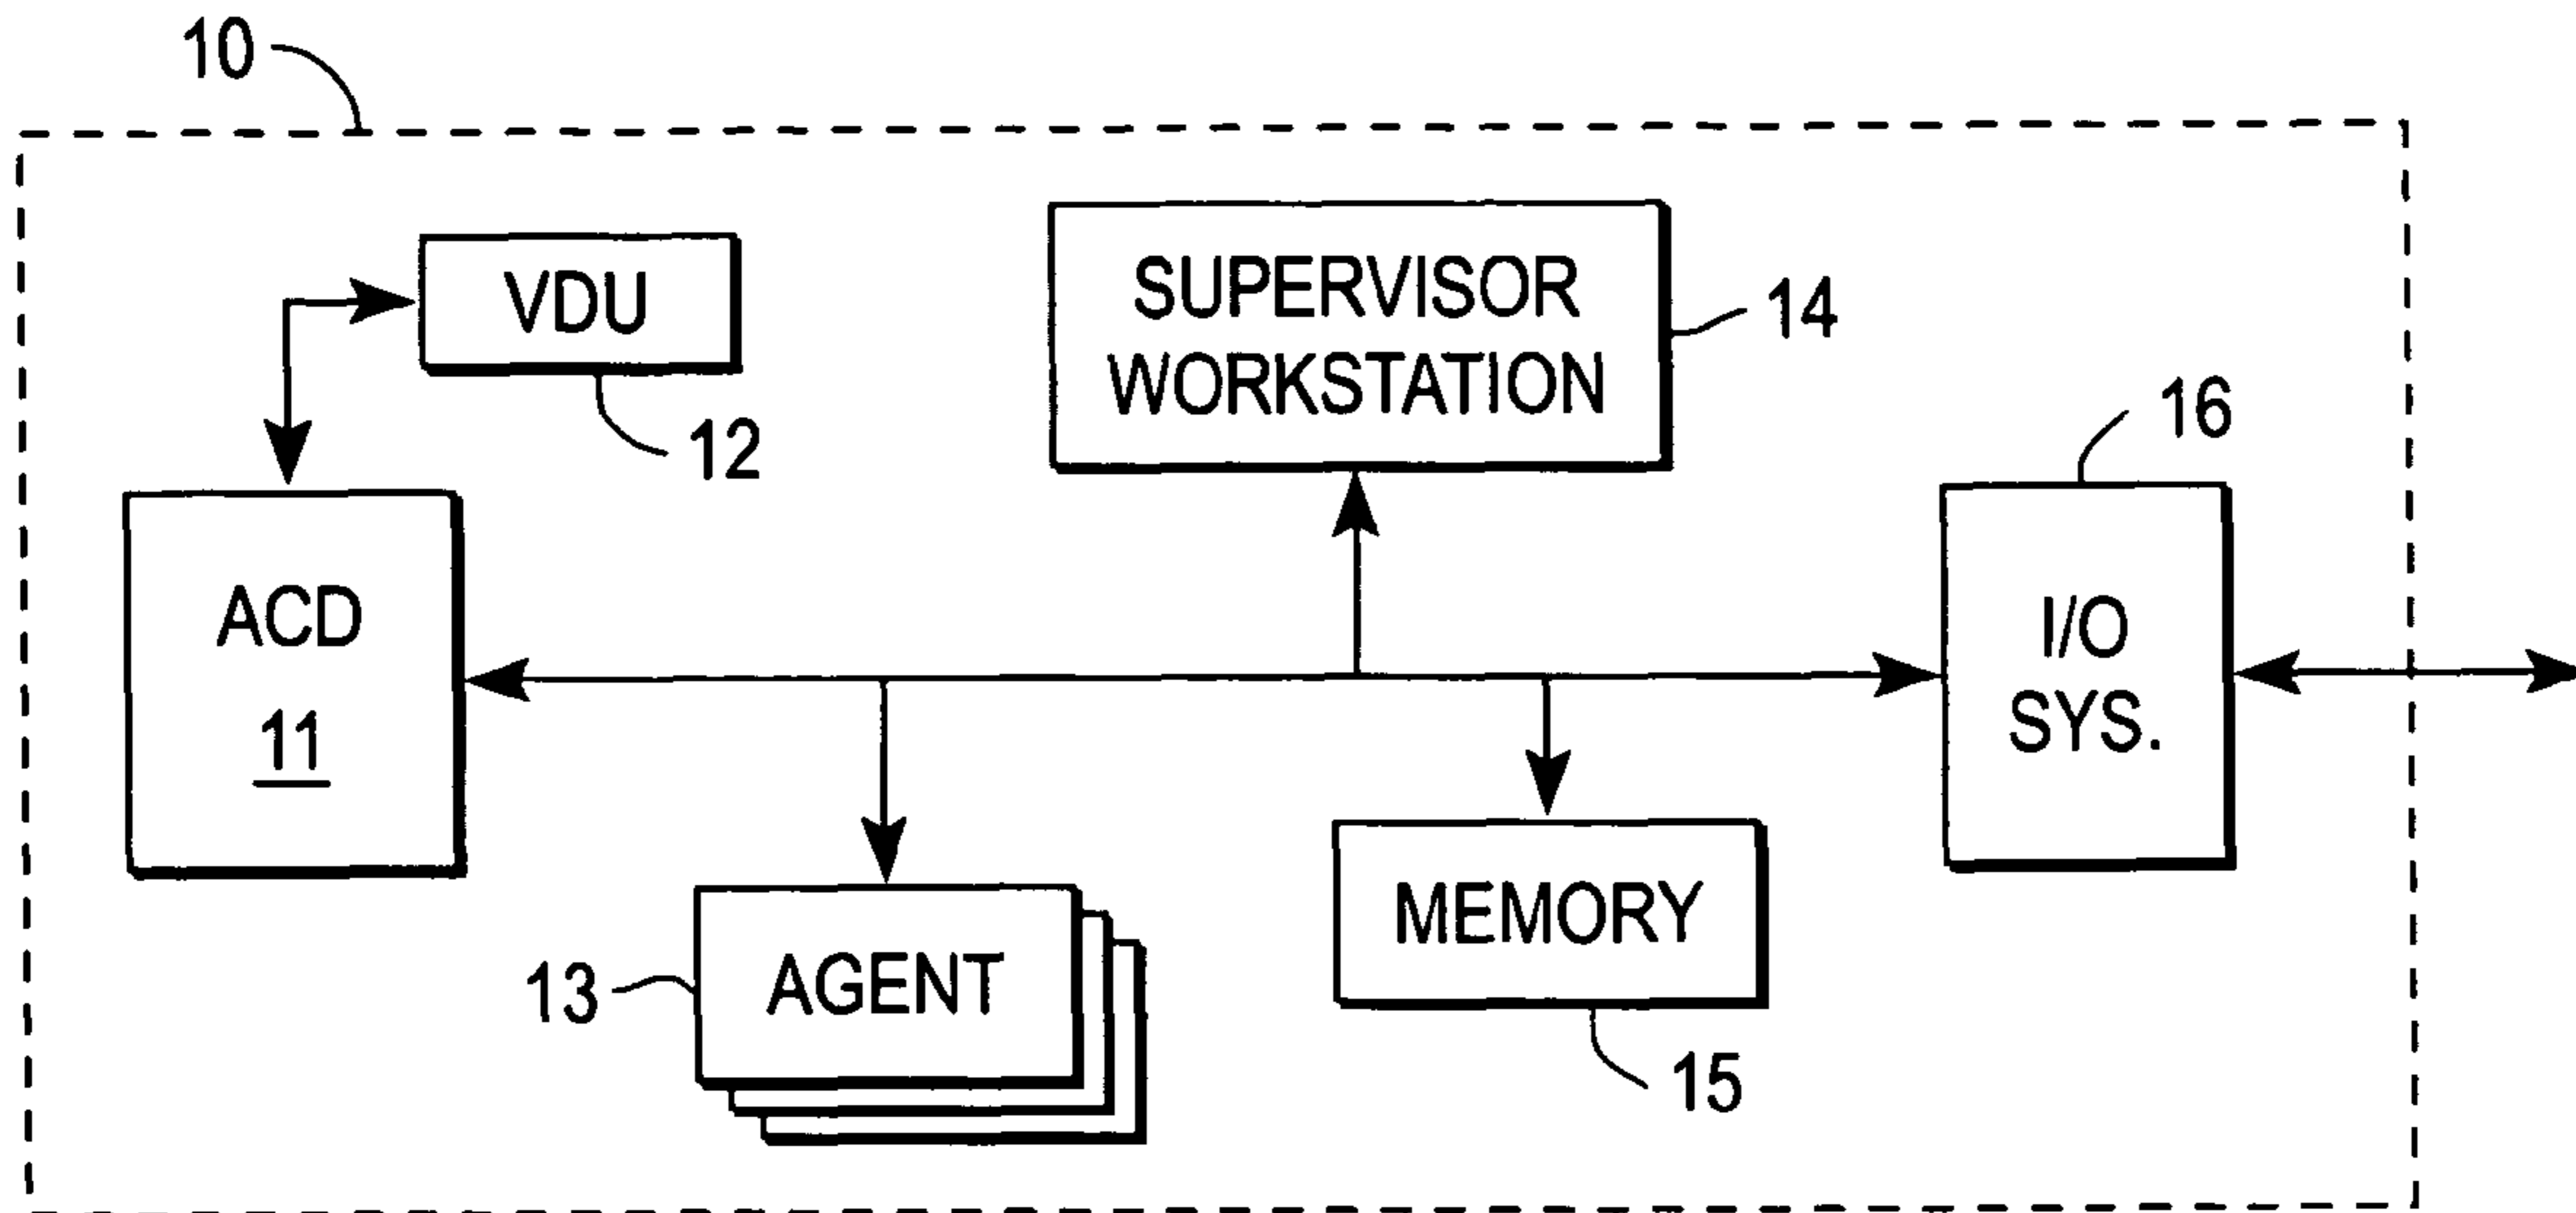 10
VDU
12
SUPERVISOR
WORKSTATION
14
16
ACD
11
I/O
SYS.
AGENT
13
MEMORY
15